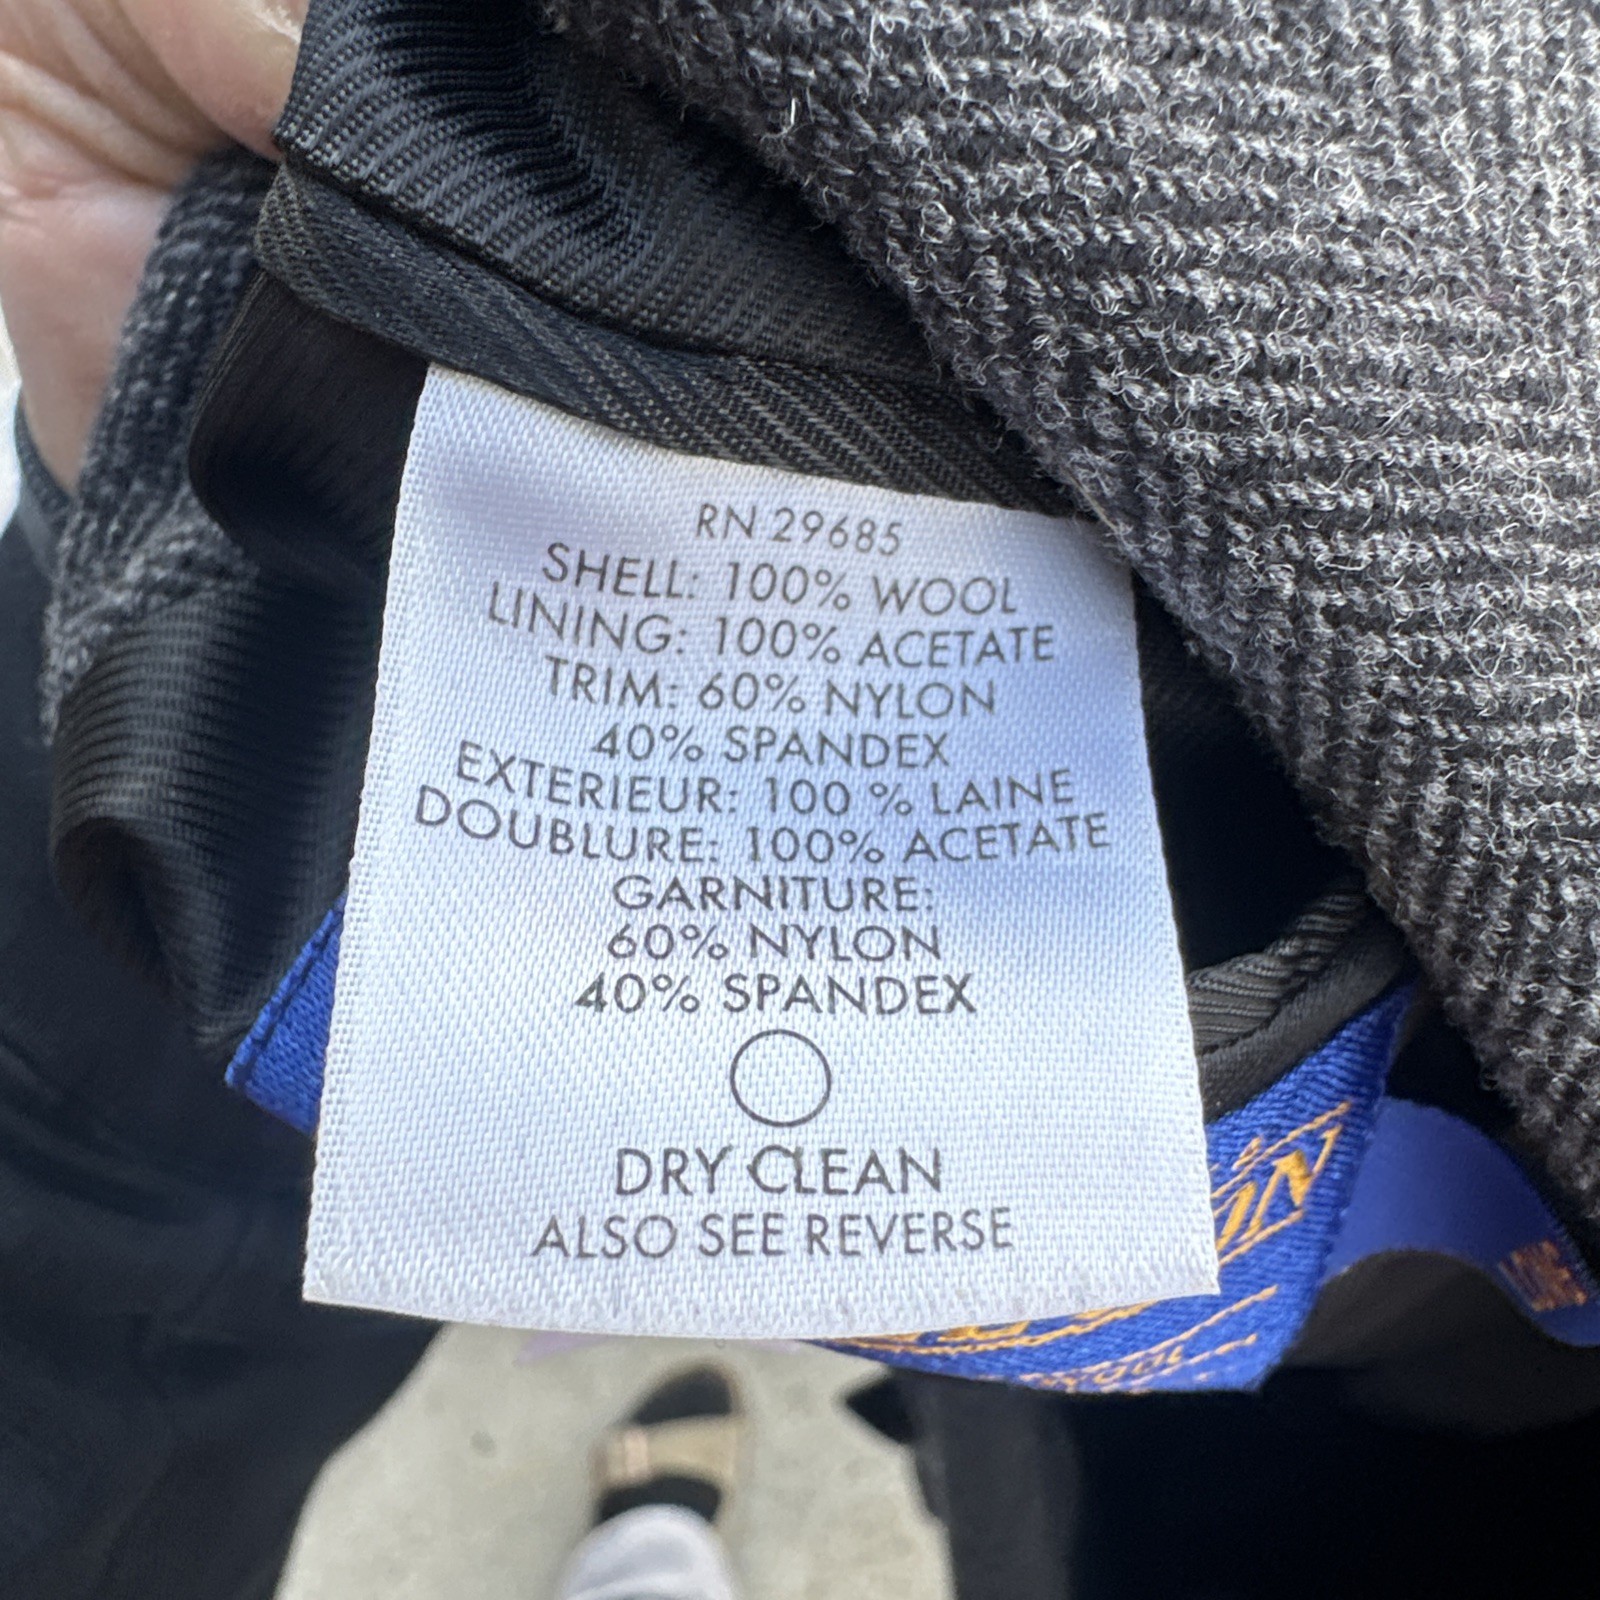 RN 29685
SHELL: 100% WOOL
LINING: 100% ACETATE
TRIM: 60% NYLON
40% SPANDEX
EXTERIEUR: 100 % LAINE
DOUBLURE: 100% ACETATE
GARNITURE:
60% NYLON
40% SPANDEX
DRY CLEAN
ALSO SEE REVERSE